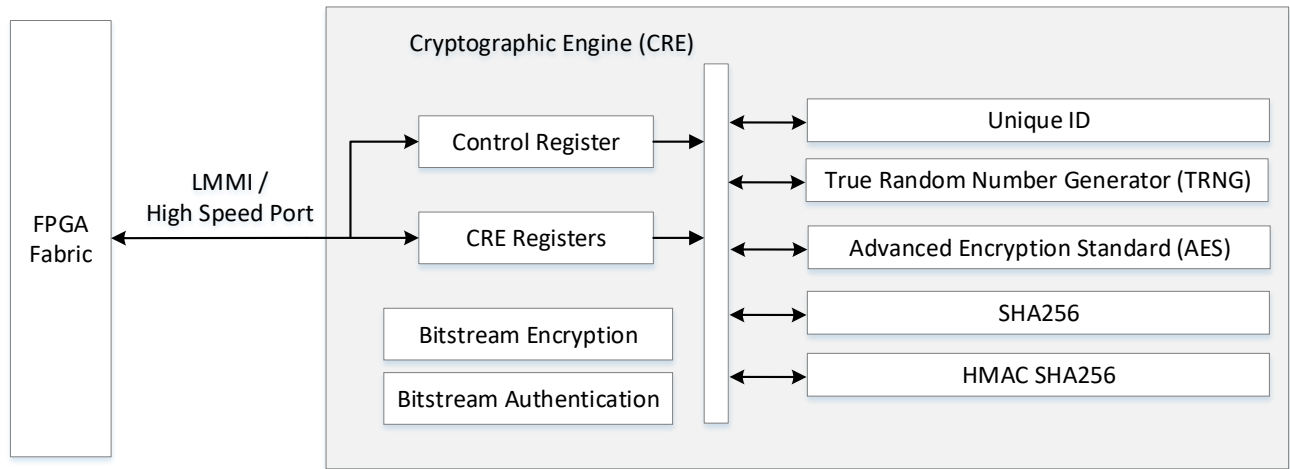 Cryptographic Engine (CRE)
FPGA
Fabric
LMMI /
High Speed Port
Control Register
CRE Registers
Bitstream Encryption
Bitstream Authentication
Unique ID
True Random Number Generator (TRNG)
Advanced Encryption Standard (AES)
SHA256
HMAC SHA256